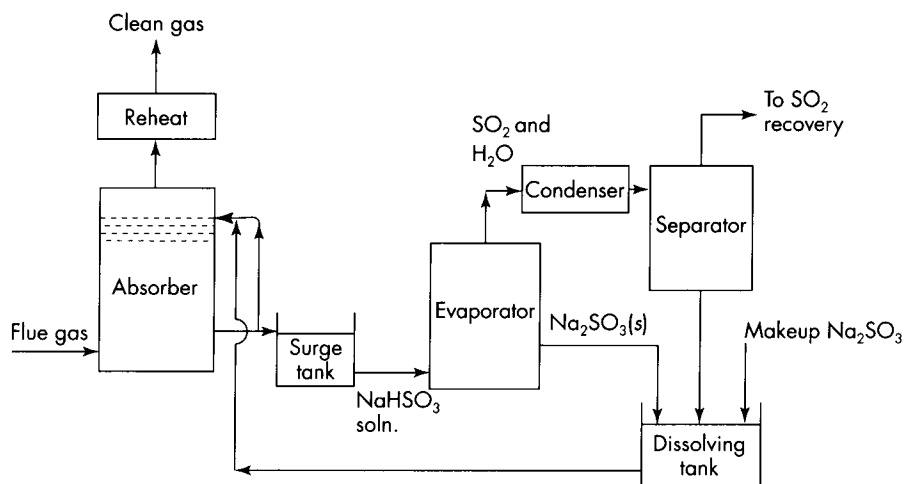 Clean gas
Reheat
To SO₂
recovery
SO₂ and
H₂O
Condenser
Separator
Absorber
Evaporator
Flue gas
Na₂SO₃(s)
Makeup Na₂SO₃
Surge
tank
NaHSO₃
soln.
Dissolving
tank